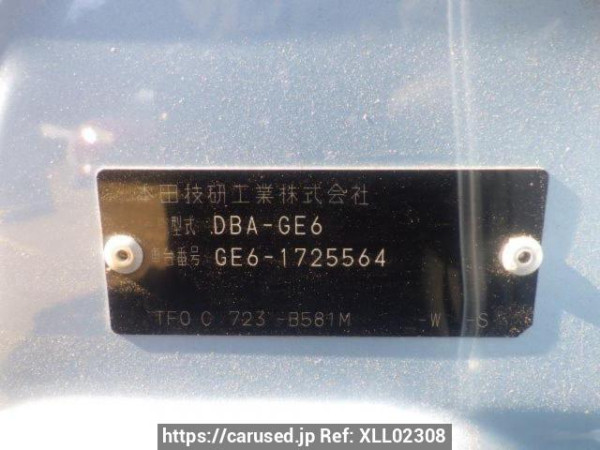 本田技研工業株式会社
型式 DBA-GE6
車台番号 GE6-1725564
TF0 C 723 -B581M -W -S
https://carused.jp Ref: XLL02308